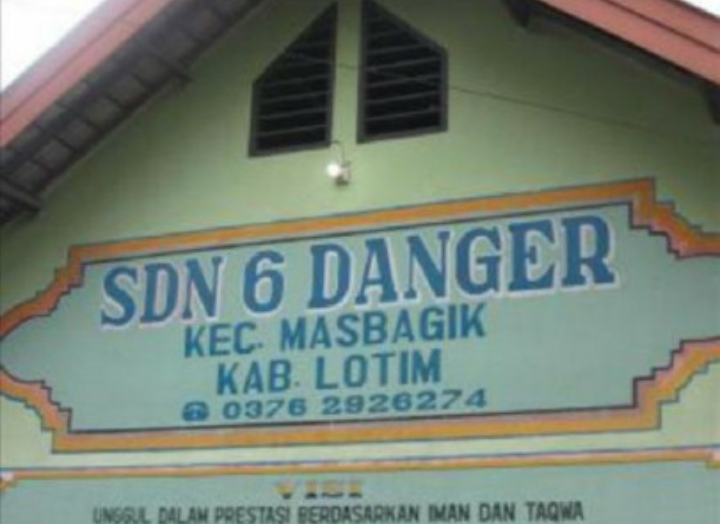 SDN 6 DANGER
KEC. MASBAGIK
KAB. LOTIM
☎ 0376 2926274
VISI
UNGGUL DALAM PRESTASI BERDASARKAN IMAN DAN TAQWA